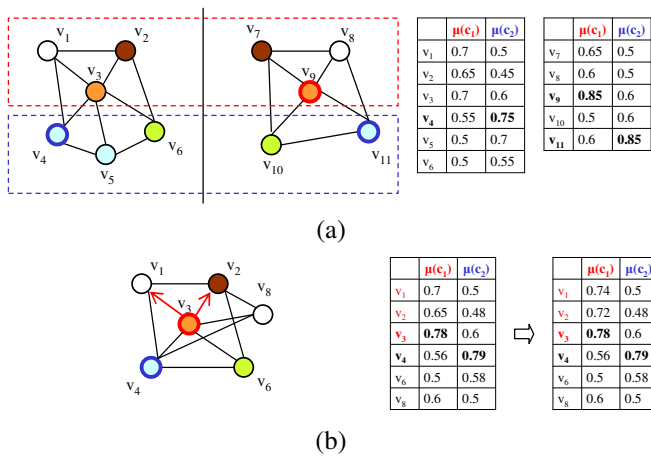 v1 v2 v7 v8
v3 v9
v4 v5 v6 v10 v11
μ(c1) μ(c2)
v1 0.7 0.5
v2 0.65 0.45
v3 0.7 0.6
v4 0.55 0.75
v5 0.5 0.7
v6 0.5 0.55
μ(c1) μ(c2)
v7 0.65 0.5
v8 0.6 0.5
v9 0.85 0.6
v10 0.5 0.6
v11 0.6 0.85
(a)
v1 v2
v8
v3
v4 v6
μ(c1) μ(c2)
v1 0.7 0.5
v2 0.65 0.48
v3 0.78 0.6
v4 0.56 0.79
v6 0.5 0.58
v8 0.6 0.5
μ(c1) μ(c2)
v1 0.74 0.5
v2 0.72 0.48
v3 0.78 0.6
v4 0.56 0.79
v6 0.5 0.58
v8 0.6 0.5
(b)